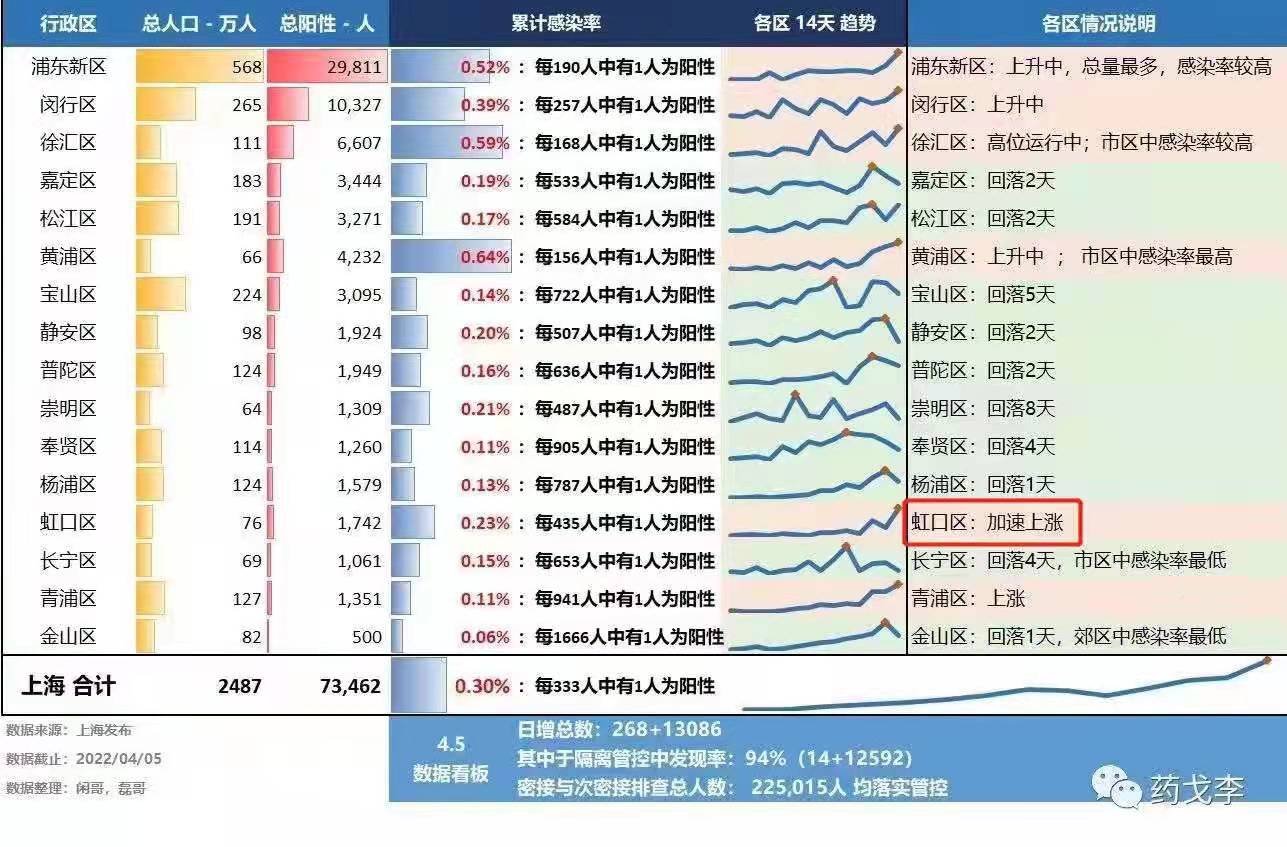 行政区 总人口 - 万人 总阳性 - 人 累计感染率 各区 14天 趋势 各区情况说明
浦东新区 568 29,811 0.52% ：每190人中有1人为阳性 浦东新区：上升中，总量最多，感染率较高
闵行区 265 10,327 0.39% ：每257人中有1人为阳性 闵行区：上升中
徐汇区 111 6,607 0.59% ：每168人中有1人为阳性 徐汇区：高位运行中；市区中感染率较高
嘉定区 183 3,444 0.19% ：每533人中有1人为阳性 嘉定区：回落2天
松江区 191 3,271 0.17% ：每584人中有1人为阳性 松江区：回落2天
黄浦区 66 4,232 0.64% ：每156人中有1人为阳性 黄浦区：上升中 ； 市区中感染率最高
宝山区 224 3,095 0.14% ：每722人中有1人为阳性 宝山区：回落5天
静安区 98 1,924 0.20% ：每507人中有1人为阳性 静安区：回落2天
普陀区 124 1,949 0.16% ：每636人中有1人为阳性 普陀区：回落2天
崇明区 64 1,309 0.21% ：每487人中有1人为阳性 崇明区：回落8天
奉贤区 114 1,260 0.11% ：每905人中有1人为阳性 奉贤区：回落4天
杨浦区 124 1,579 0.13% ：每787人中有1人为阳性 杨浦区：回落1天
虹口区 76 1,742 0.23% ：每435人中有1人为阳性 虹口区：加速上涨
长宁区 69 1,061 0.15% ：每653人中有1人为阳性 长宁区：回落4天，市区中感染率最低
青浦区 127 1,351 0.11% ：每941人中有1人为阳性 青浦区：上涨
金山区 82 500 0.06% ：每1666人中有1人为阳性 金山区：回落1天，郊区中感染率最低
上海 合计 2487 73,462 0.30% ：每333人中有1人为阳性
数据来源：上海发布
数据截止：2022/04/05
数据整理：闲哥，磊哥
4.5
数据看板
日增总数：268+13086
其中于隔离管控中发现率：94%（14+12592）
密接与次密接排查总人数： 225,015人 均落实管控
药戈李